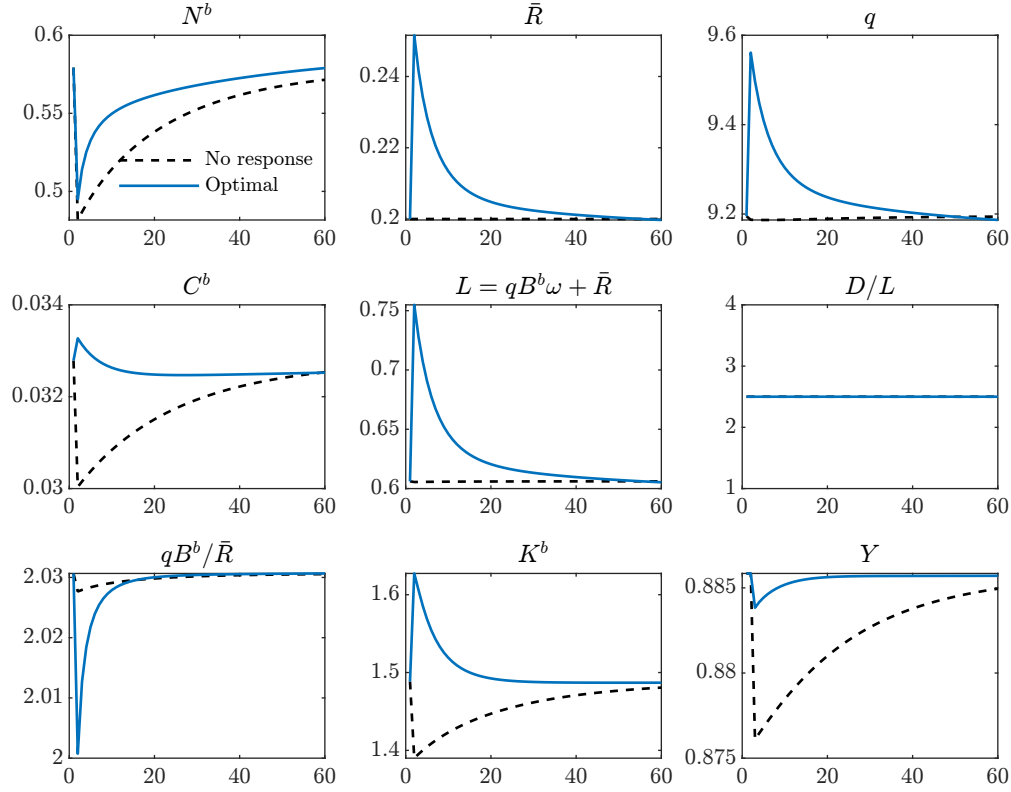 N^b
R̄
q
0.6
0.55
0.5
No response
Optimal
0 20 40 60
0.24
0.22
0.2
0 20 40 60
9.6
9.4
9.2
0 20 40 60
C^b
L = qB^bω + R̄
D/L
0.034
0.032
0.03
0 20 40 60
0.75
0.7
0.65
0.6
0 20 40 60
4
3
2
1
0 20 40 60
qB^b/R̄
K^b
Y
2.03
2.02
2.01
2
0 20 40 60
1.6
1.5
1.4
0 20 40 60
0.885
0.88
0.875
0 20 40 60